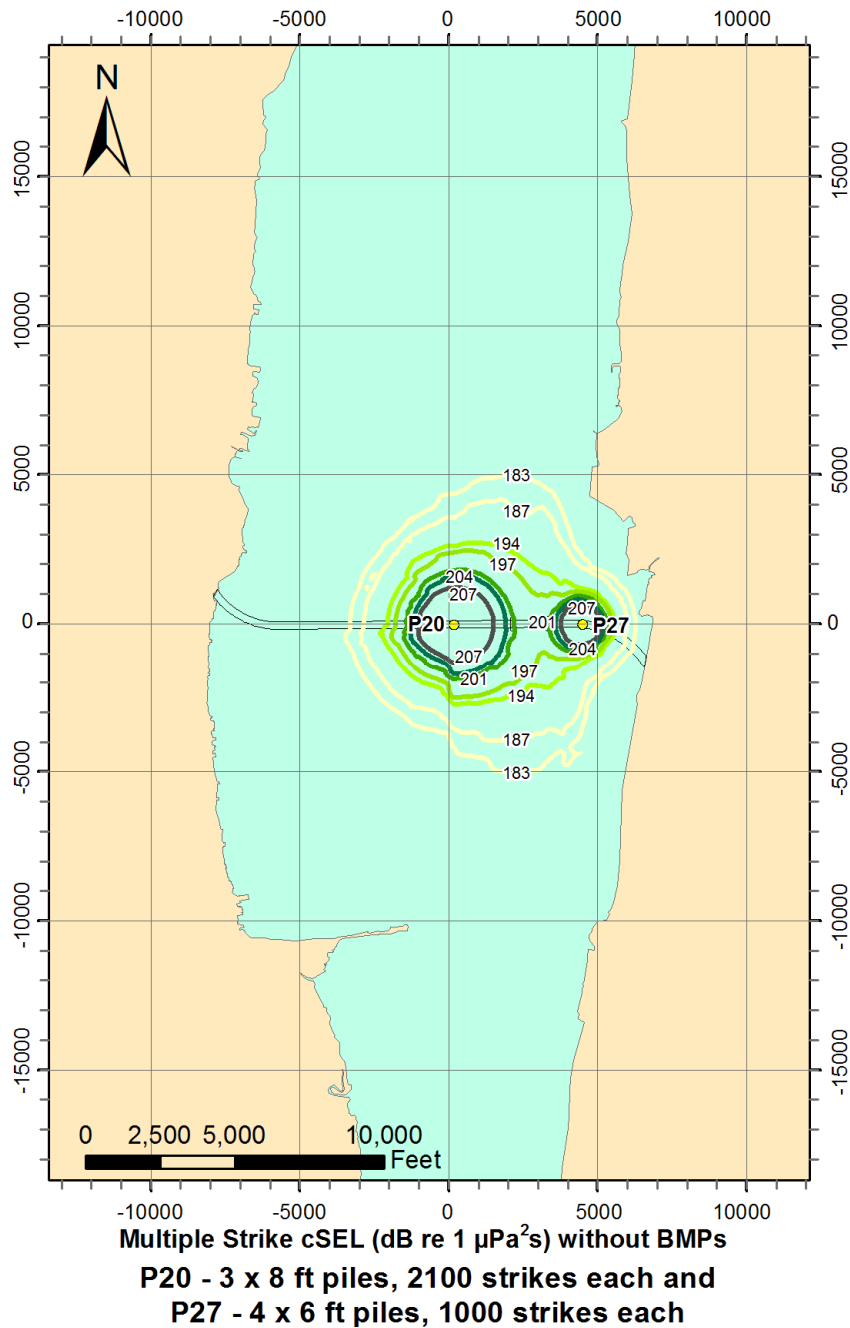 -10000 -5000 0 5000 10000
N
15000 15000
10000 10000
5000 5000
183
187
194
197
204
207
0 P20 201 207 P27 0
207 204
201 197
194
187
183
-5000 -5000
-10000 -10000
-15000 -15000
0 2,500 5,000 10,000
Feet
-10000 -5000 0 5000 10000
Multiple Strike cSEL (dB re 1 µPa²s) without BMPs
P20 - 3 x 8 ft piles, 2100 strikes each and
P27 - 4 x 6 ft piles, 1000 strikes each